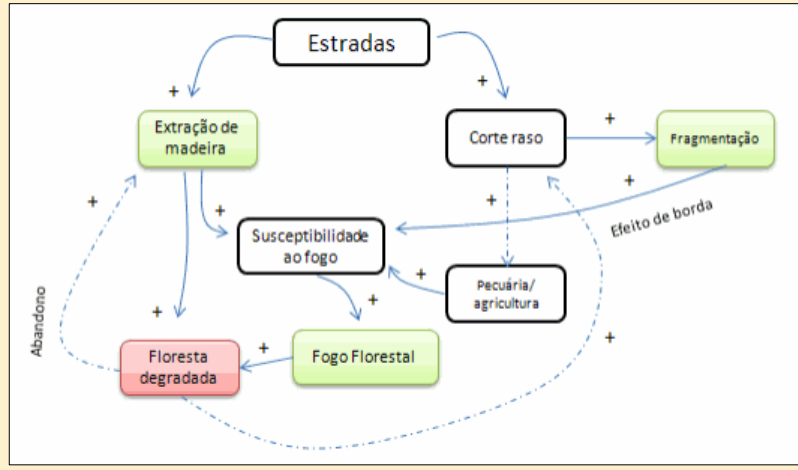 Estradas
+
+
Extração de
madeira
Corte raso
+
Fragmentação
+
+
+
+
Efeito de borda
Susceptibilidade
ao fogo
+
Pecuária/
agricultura
+
+
Abandono
Floresta
degradada
+
Fogo Florestal
+